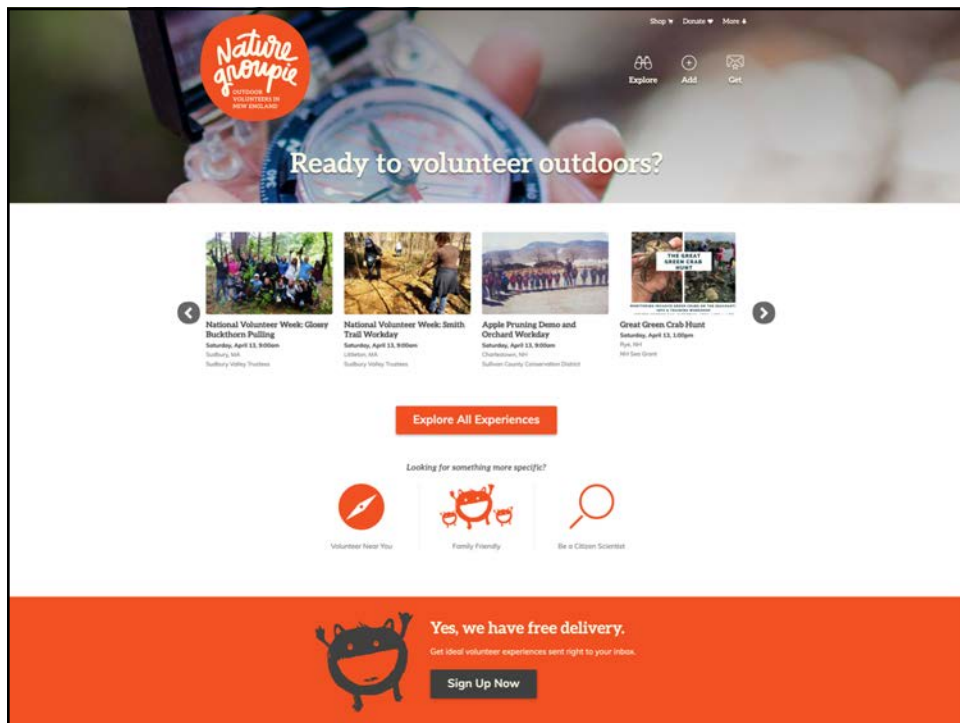 Nature
groupie
OUTDOOR
VOLUNTEERS IN
NEW ENGLAND
Shop Donate More
Explore Add Get
340
Ready to volunteer outdoors?
THE GREAT
GREEN CRAB
HUNT
National Volunteer Week: Glossy
Buckthorn Pulling
Saturday, April 13, 9:00am
Sudbury, MA
Sudbury Valley Trustees
National Volunteer Week: Smith
Trail Workday
Saturday, April 13, 9:00am
Littleton, MA
Sudbury Valley Trustees
Apple Pruning Demo and
Orchard Workday
Saturday, April 13, 9:00am
Charlestown, NH
Sullivan County Conservation District
Great Green Crab Hunt
Saturday, April 13, 1:00pm
Rye, NH
NH Sea Grant
Explore All Experiences
Looking for something more specific?
Volunteer Near You
Family Friendly
Be a Citizen Scientist
Yes, we have free delivery.
Get ideal volunteer experiences sent right to your inbox.
Sign Up Now